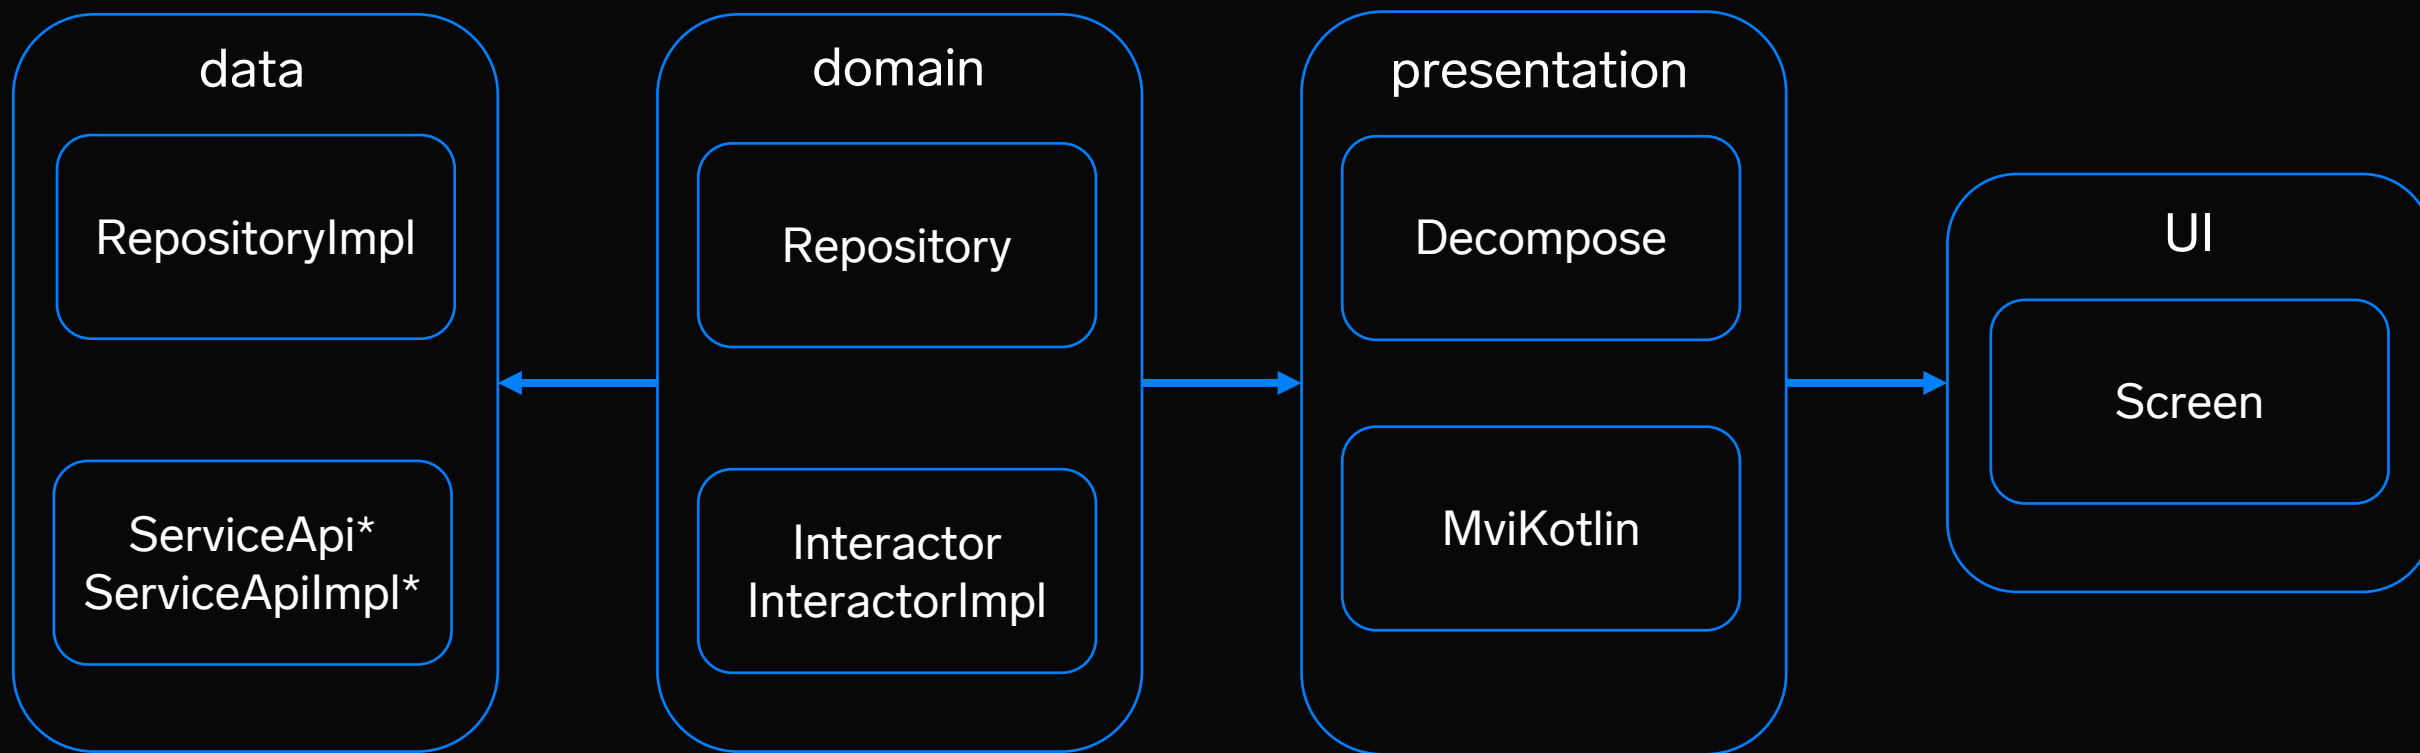 data
RepositoryImpl
ServiceApi*
ServiceApiImpl*
domain
Repository
Interactor
InteractorImpl
presentation
Decompose
MviKotlin
UI
Screen